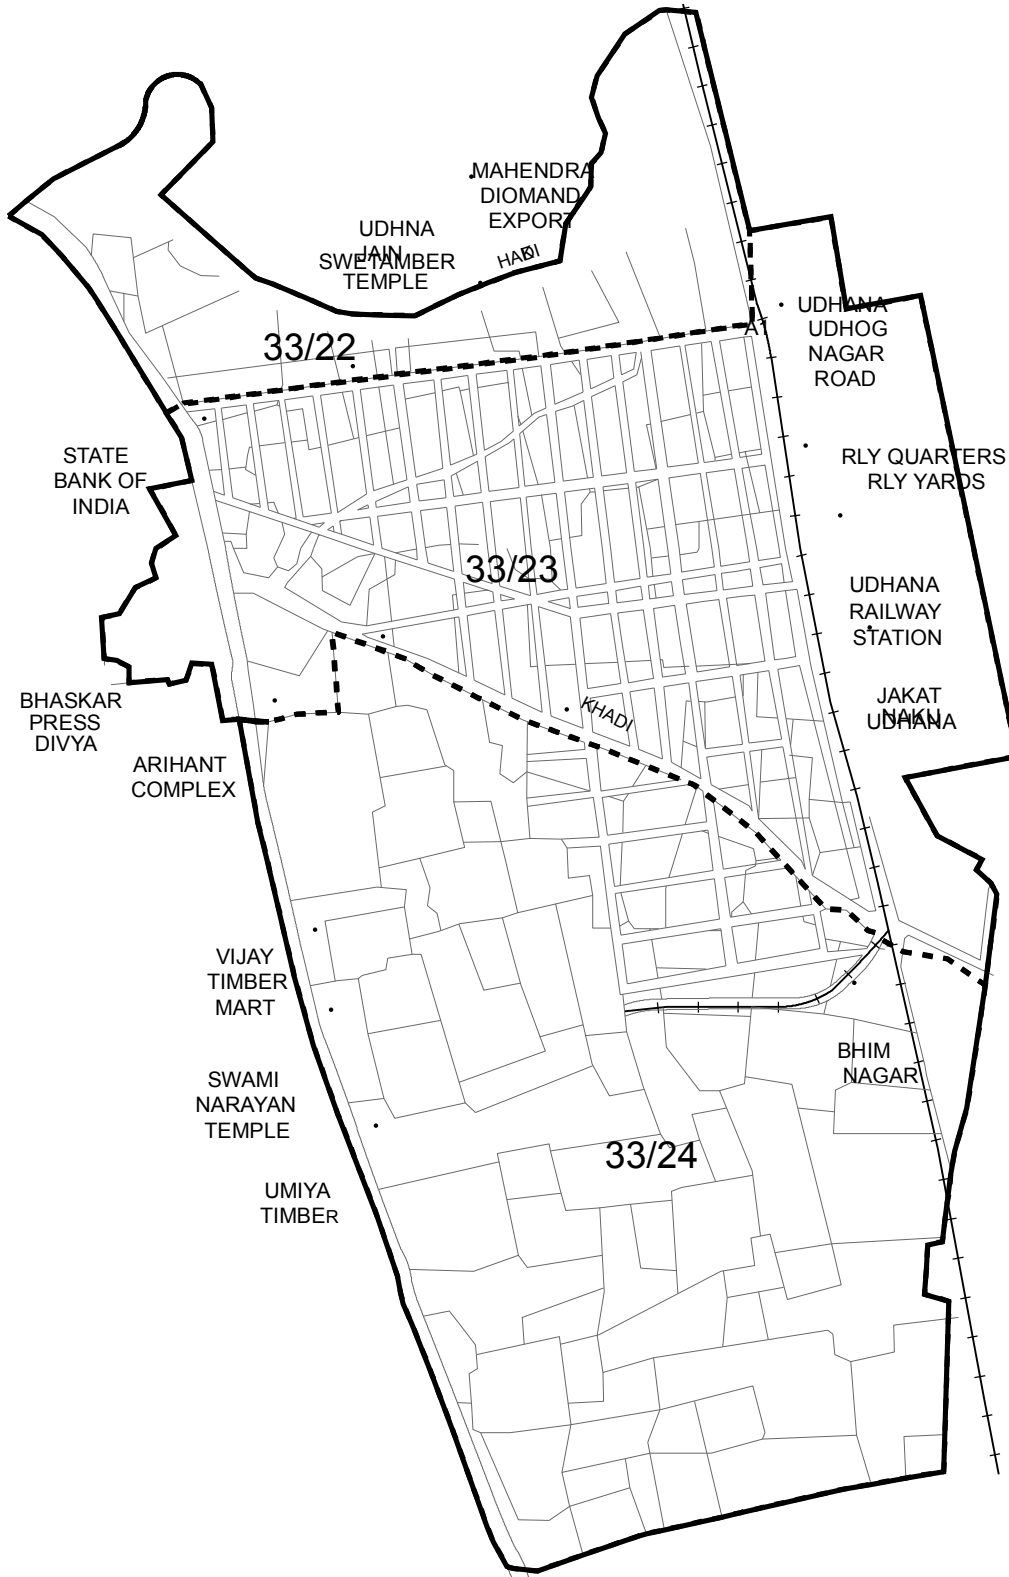 MAHENDRA
DIOMAND
EXPORT
UDHNA
JAIN
SWETAMBER
TEMPLE
HADI
33/22
UDHANA
UDHOG
NAGAR
ROAD
A1
STATE
BANK OF
INDIA
RLY QUARTERS
RLY YARDS
33/23
UDHANA
RAILWAY
STATION
JAKAT
NAKU
UDHANA
KHADI
BHASKAR
PRESS
DIVYA
ARIHANT
COMPLEX
VIJAY
TIMBER
MART
BHIM
NAGAR
SWAMI
NARAYAN
TEMPLE
33/24
UMIYA
TIMBER